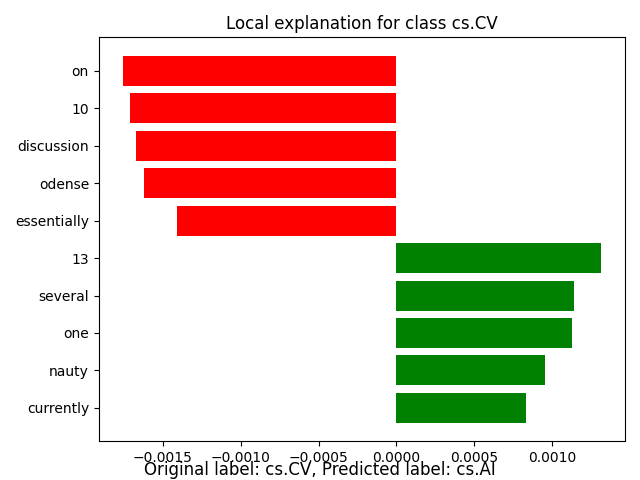 Local explanation for class cs.CV
on
10
discussion
odense
essentially
13
several
one
nauty
currently
−0.0015 −0.0010 −0.0005 0.0000 0.0005 0.0010
Original label: cs.CV, Predicted label: cs.AI